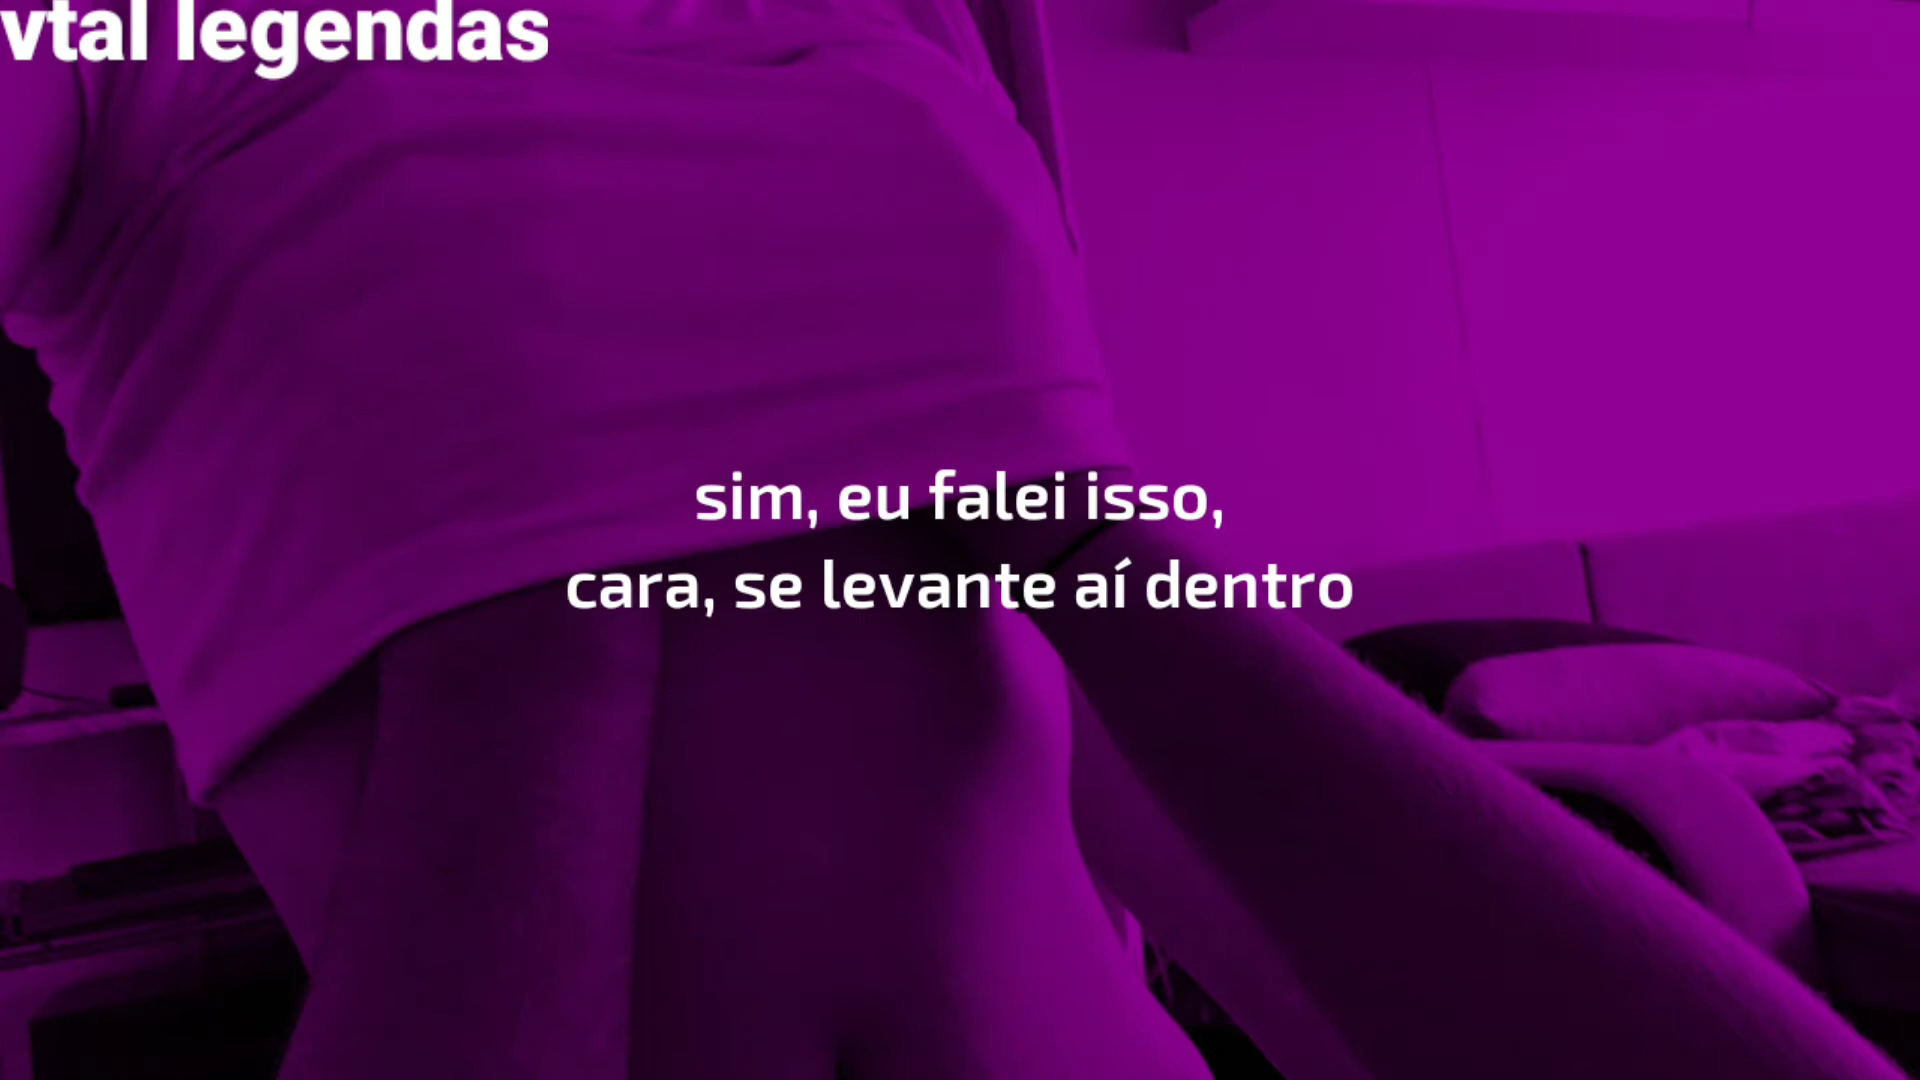 vtal legendas
sim, eu falei isso,
cara, se levante aí dentro